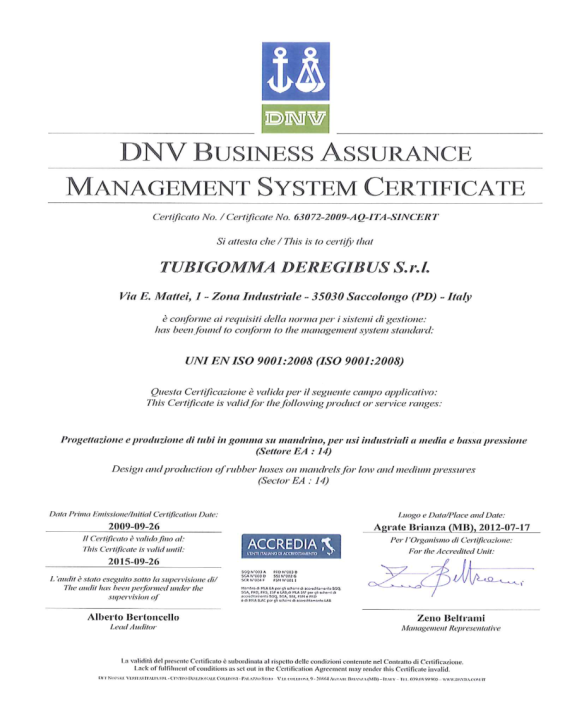 DNV
DNV BUSINESS ASSURANCE
MANAGEMENT SYSTEM CERTIFICATE
Certificato No. / Certificate No. 63072-2009-AQ-ITA-SINCERT
Si attesta che / This is to certify that
TUBIGOMMA DEREGIBUS S.r.l.
Via E. Mattei, 1 - Zona Industriale - 35030 Saccolongo (PD) - Italy
è conforme ai requisiti della norma per i sistemi di gestione:
has been found to conform to the management system standard:
UNI EN ISO 9001:2008 (ISO 9001:2008)
Questa Certificazione è valida per il seguente campo applicativo:
This Certificate is valid for the following product or service ranges:
Progettazione e produzione di tubi in gomma su mandrino, per usi industriali a media e bassa pressione
(Settore EA : 14)
Design and production of rubber hoses on mandrels for low and medium pressures
(Sector EA : 14)
Data Prima Emissione/Initial Certification Date:
2009-09-26
Il Certificato è valido fino al:
This Certificate is valid until:
2015-09-26
L'audit è stato eseguito sotto la supervisione di/
The audit has been performed under the
supervision of
Alberto Bertoncello
Lead Auditor
ACCREDIA
L'ENTE ITALIANO DI ACCREDITAMENTO
Luogo e Data/Place and Date:
Agrate Brianza (MB), 2012-07-17
Per l'Organismo di Certificazione:
For the Accredited Unit:
Zeno Beltrami
Zeno Beltrami
Management Representative
La validità del presente Certificato è subordinata al rispetto delle condizioni contenute nel Contratto di Certificazione.
Lack of fulfilment of conditions as set out in the Certification Agreement may render this Certificate invalid.